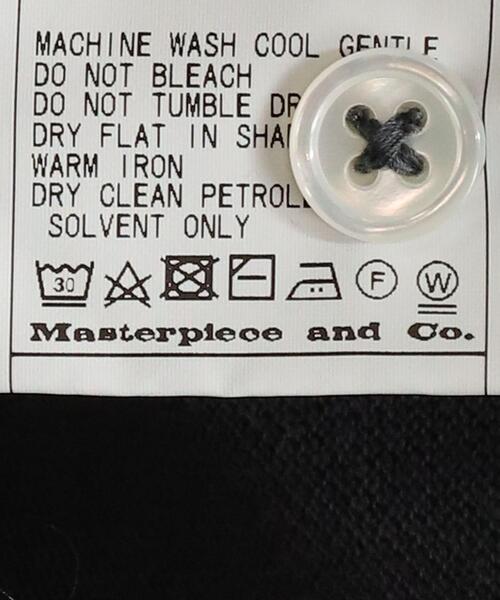 MACHINE WASH COOL GENTLE
DO NOT BLEACH
DO NOT TUMBLE
DRY FLAT IN
WARM IRON
DRY CLEAN
SOLVENT ONLY
30
F
W
Masterpiece and Co.